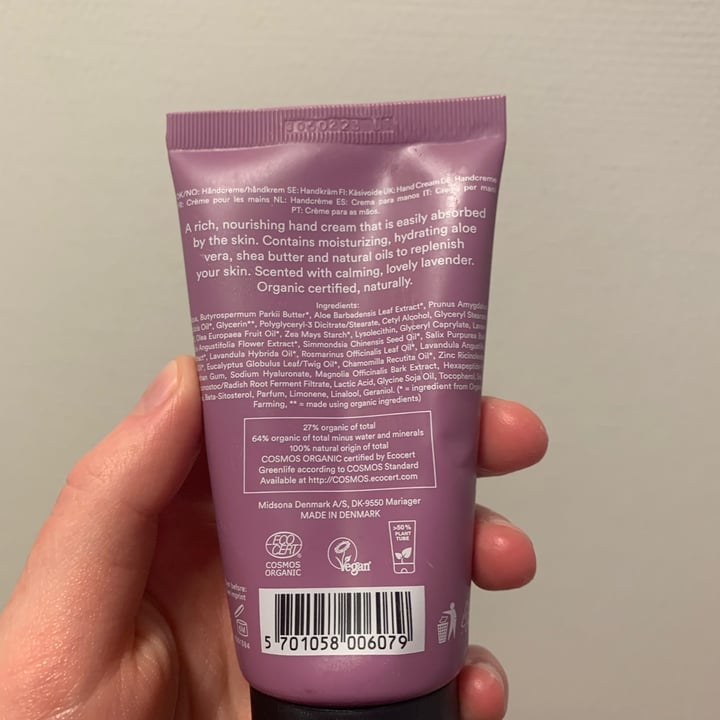 DK/NO: Håndcreme/håndkrem SE: Handkräm FI: Käsivoide UK: Hand Cream DE: Handcreme
Crème pour les mains NL: Handcrème ES: Crema para manos IT: Crema per mani
PT: Crème para as mãos.
A rich, nourishing hand cream that is easily absorbed
by the skin. Contains moisturizing, hydrating aloe
vera, shea butter and natural oils to replenish
your skin. Scented with calming, lovely lavender.
Organic certified, naturally.
Ingredients:
Butyrospermum Parkii Butter*, Aloe Barbadensis Leaf Extract*, Prunus Amygdalus
Oil*, Glycerin**, Polyglyceryl-3 Dicitrate/Stearate, Cetyl Alcohol, Glyceryl Stearate
Olea Europaea Fruit Oil*, Zea Mays Starch*, Lysolecithin, Glyceryl Caprylate,
Angustifolia Flower Extract*, Simmondsia Chinensis Seed Oil*, Salix Purpurea
Lavandula Hybrida Oil*, Rosmarinus Officinalis Leaf Oil*, Lavandula Angustifolia
Oil*, Eucalyptus Globulus Leaf/Twig Oil*, Chamomilla Recutita Oil*, Zinc Ricinoleate
Gum, Sodium Hyaluronate, Magnolia Officinalis Bark Extract, Hexapeptide
/Radish Root Ferment Filtrate, Lactic Acid, Glycine Soja Oil, Tocopherol,
Beta-Sitosterol, Parfum, Limonene, Linalool, Geraniol. (* = ingredient from Organic
Farming, ** = made using organic ingredients)
27% organic of total
64% organic of total minus water and minerals
100% natural origin of total
COSMOS ORGANIC certified by Ecocert
Greenlife according to COSMOS Standard
Available at http://COSMOS.ecocert.com
Midsona Denmark A/S, DK-9550 Mariager
MADE IN DENMARK
ECO
CERT
COSMOS
ORGANIC
Vegan
>50%
PLANT
TUBE
before:
imprint
6M
5 701058 006079